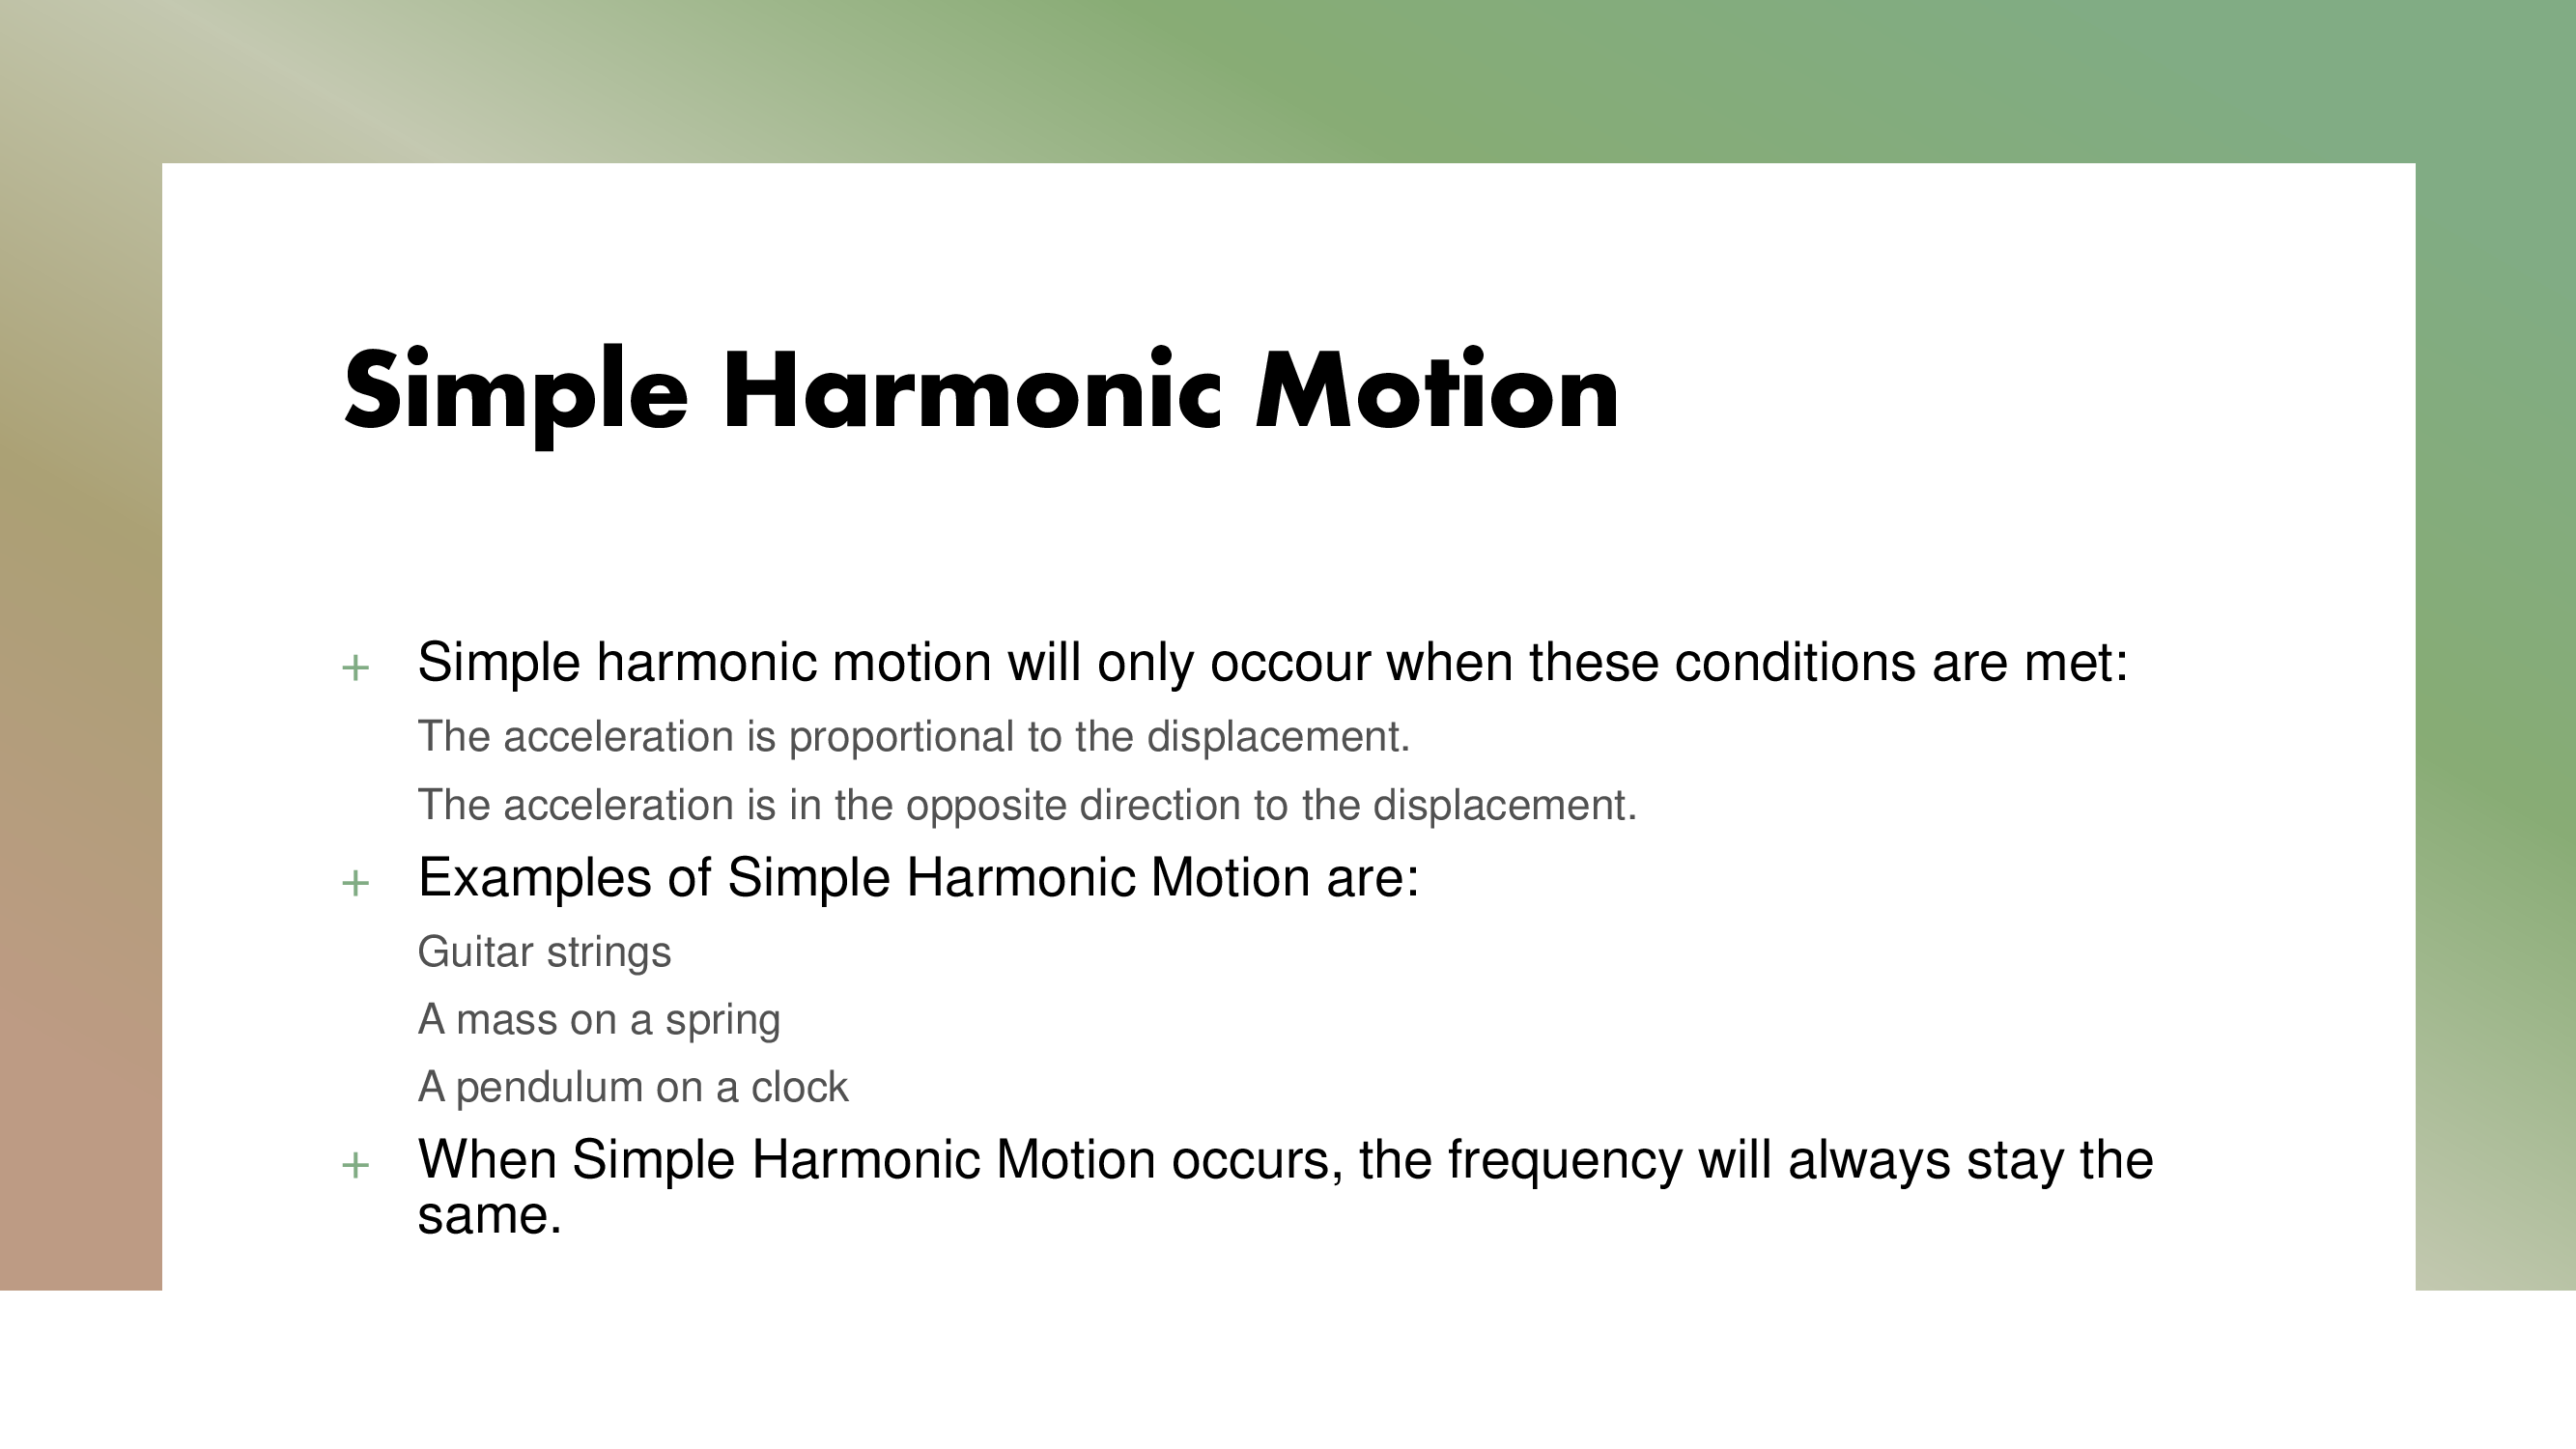 Simple Harmonic Motion
+ Simple harmonic motion will only occour when these conditions are met:
The acceleration is proportional to the displacement.
The acceleration is in the opposite direction to the displacement.
+ Examples of Simple Harmonic Motion are:
Guitar strings
A mass on a spring
A pendulum on a clock
+ When Simple Harmonic Motion occurs, the frequency will always stay the
same.